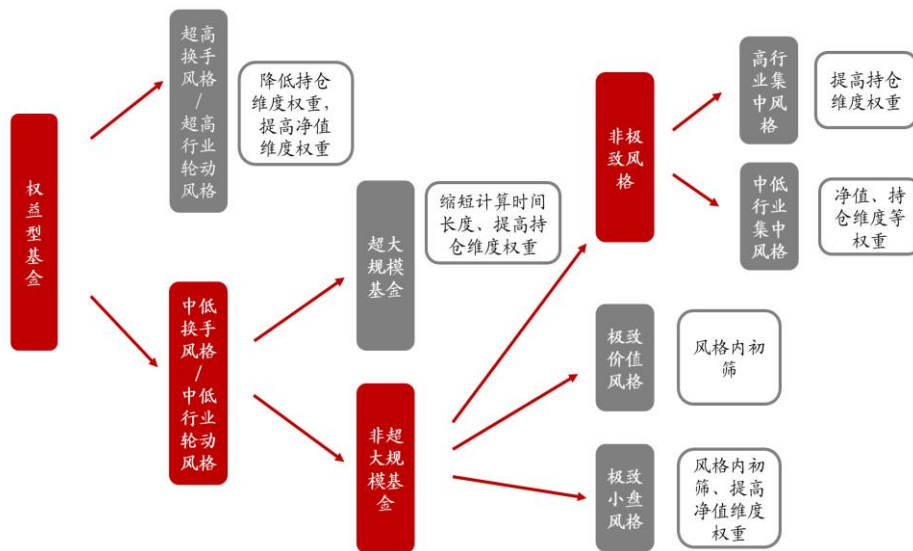 权
益
型
基
金
超高
换手
风格
/
超高
行业
轮动
风格
降低持仓
维度权重，
提高净值
维度权重
中低
换手
风格
/
中低
行业
轮动
风格
超大
规模
基金
缩短计算时间
长度、提高持
仓维度权重
非超
大规
模基
金
非极
致风
格
高行
业集
中风
格
提高持仓
维度权重
中低
行业
集中
风格
净值、持
仓维度等
权重
极致
价值
风格
风格内初
筛
极致
小盘
风格
风格内初
筛、提高
净值维度
权重